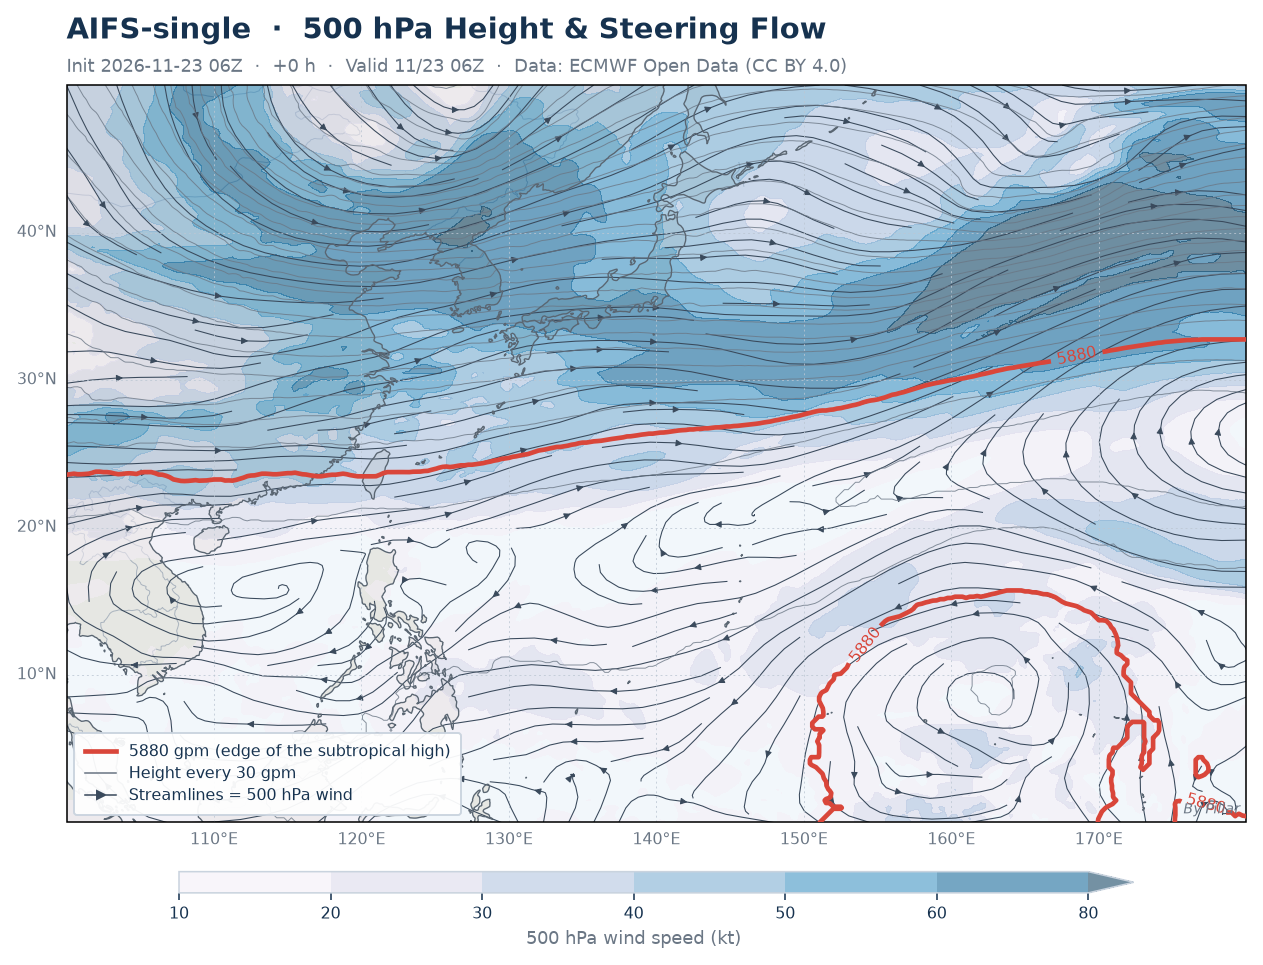 AIFS-single · 500 hPa Height & Steering Flow
Init 2026-11-23 06Z · +0 h · Valid 11/23 06Z · Data: ECMWF Open Data (CC BY 4.0)
40°N
30°N
20°N
10°N
5880
5880
5880
5880 gpm (edge of the subtropical high)
Height every 30 gpm
Streamlines = 500 hPa wind
110°E 120°E 130°E 140°E 150°E 160°E 170°E
10 20 30 40 50 60 80
500 hPa wind speed (kt)